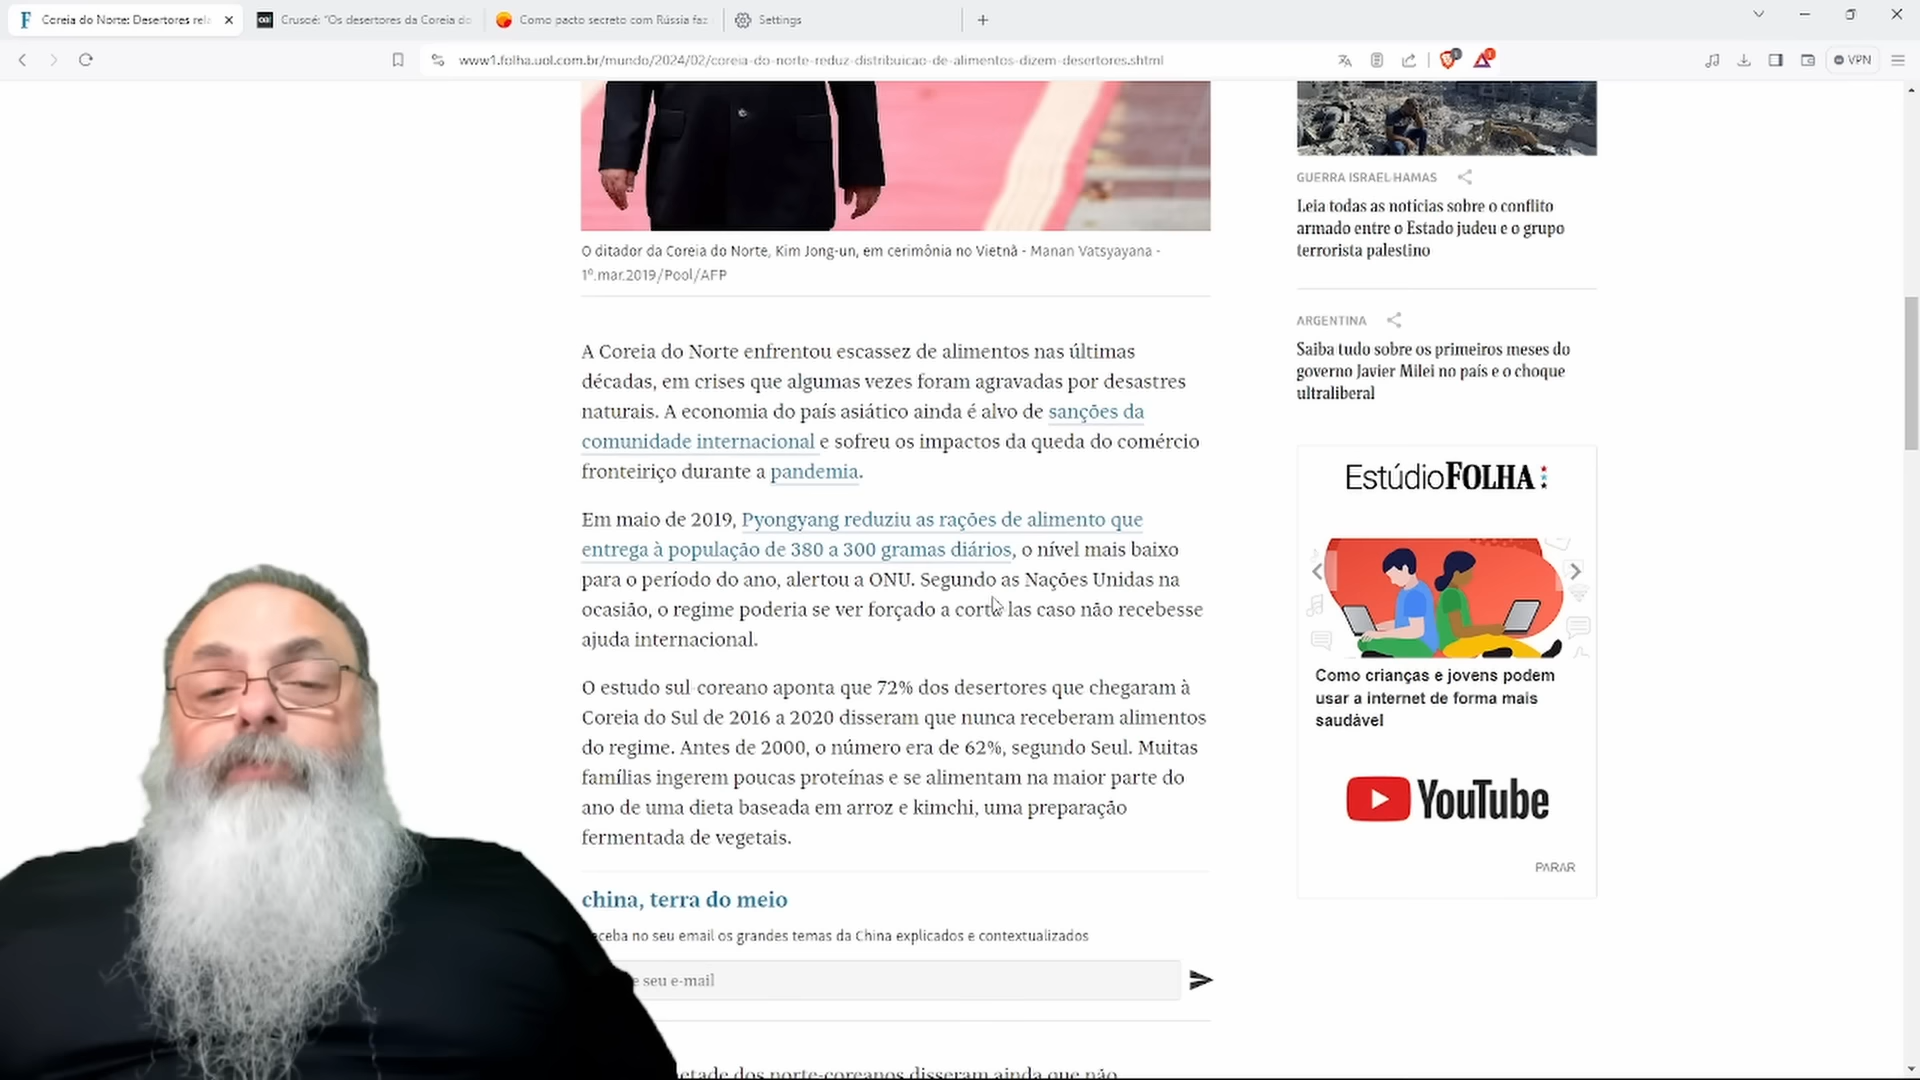 Coreia do Norte: Desertores rela
Crusoé: "Os desertores da Coreia do
Como pacto secreto com Rússia faz
Settings
www1.folha.uol.com.br/mundo/2024/02/coreia-do-norte-reduz-distribuicao-de-alimentos-dizem-desertores.shtml
VPN
O ditador da Coreia do Norte, Kim Jong-un, em cerimônia no Vietnã - Manan Vatsyayana -
1º.mar.2019/Pool/AFP
A Coreia do Norte enfrentou escassez de alimentos nas últimas
décadas, em crises que algumas vezes foram agravadas por desastres
naturais. A economia do país asiático ainda é alvo de sanções da
comunidade internacional e sofreu os impactos da queda do comércio
fronteiriço durante a pandemia.
Em maio de 2019, Pyongyang reduziu as rações de alimento que
entrega à população de 380 a 300 gramas diários, o nível mais baixo
para o período do ano, alertou a ONU. Segundo as Nações Unidas na
ocasião, o regime poderia se ver forçado a cortá-las caso não recebesse
ajuda internacional.
O estudo sul-coreano aponta que 72% dos desertores que chegaram à
Coreia do Sul de 2016 a 2020 disseram que nunca receberam alimentos
do regime. Antes de 2000, o número era de 62%, segundo Seul. Muitas
famílias ingerem poucas proteínas e se alimentam na maior parte do
ano de uma dieta baseada em arroz e kimchi, uma preparação
fermentada de vegetais.
china, terra do meio
eceba no seu email os grandes temas da China explicados e contextualizados
e seu e-mail
etade dos norte-coreanos disseram ainda que não
GUERRA ISRAEL-HAMAS
Leia todas as notícias sobre o conflito
armado entre o Estado judeu e o grupo
terrorista palestino
ARGENTINA
Saiba tudo sobre os primeiros meses do
governo Javier Milei no país e o choque
ultraliberal
EstúdioFOLHA
Como crianças e jovens podem
usar a internet de forma mais
saudável
YouTube
PARAR